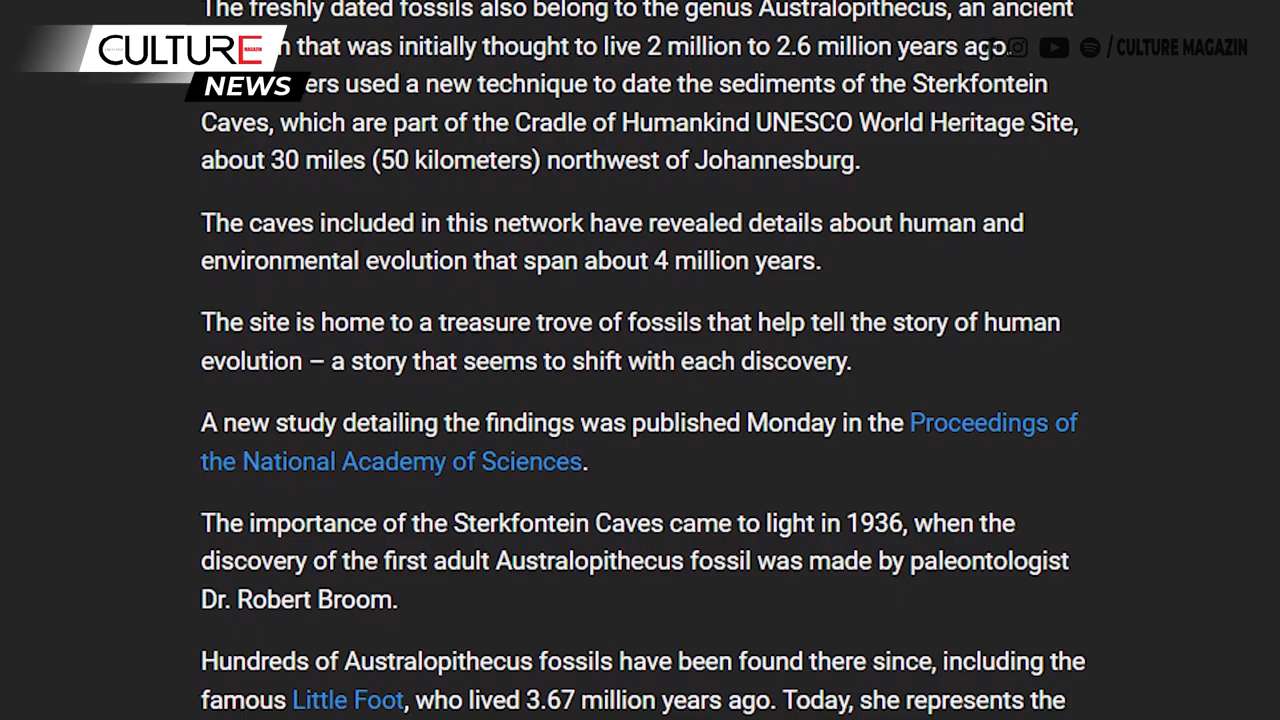 The freshly dated fossils also belong to the genus Australopithecus, an ancient
CULTURE
MAGAZIN
that was initially thought to live 2 million to 2.6 million years ago.
/ CULTURE MAGAZIN
NEWS
used a new technique to date the sediments of the Sterkfontein
Caves, which are part of the Cradle of Humankind UNESCO World Heritage Site,
about 30 miles (50 kilometers) northwest of Johannesburg.
The caves included in this network have revealed details about human and
environmental evolution that span about 4 million years.
The site is home to a treasure trove of fossils that help tell the story of human
evolution – a story that seems to shift with each discovery.
A new study detailing the findings was published Monday in the Proceedings of
the National Academy of Sciences.
The importance of the Sterkfontein Caves came to light in 1936, when the
discovery of the first adult Australopithecus fossil was made by paleontologist
Dr. Robert Broom.
Hundreds of Australopithecus fossils have been found there since, including the
famous Little Foot, who lived 3.67 million years ago. Today, she represents the